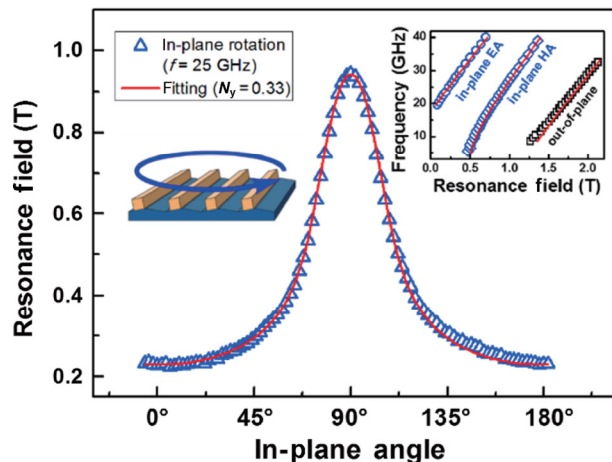 In-plane rotation
(f = 25 GHz)
Fitting (Ny = 0.33)
Resonance field (T)
1.0
0.8
0.6
0.4
0.2
0°
45°
90°
135°
180°
In-plane angle
Frequency (GHz)
40
30
20
10
0.0
0.5
1.0
1.5
2.0
Resonance field (T)
in-plane EA
in-plane HA
out-of-plane